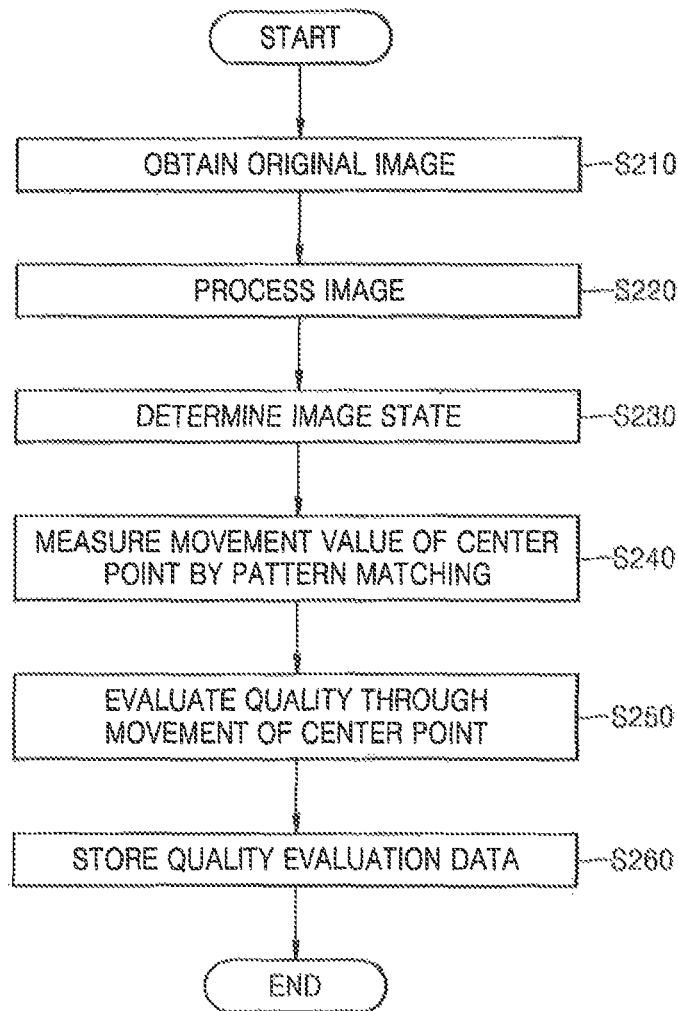 START
OBTAIN ORIGINAL IMAGE
S210
PROCESS IMAGE
S220
DETERMINE IMAGE STATE
S230
MEASURE MOVEMENT VALUE OF CENTER
POINT BY PATTERN MATCHING
S240
EVALUATE QUALITY THROUGH
MOVEMENT OF CENTER POINT
S250
STORE QUALITY EVALUATION DATA
S260
END